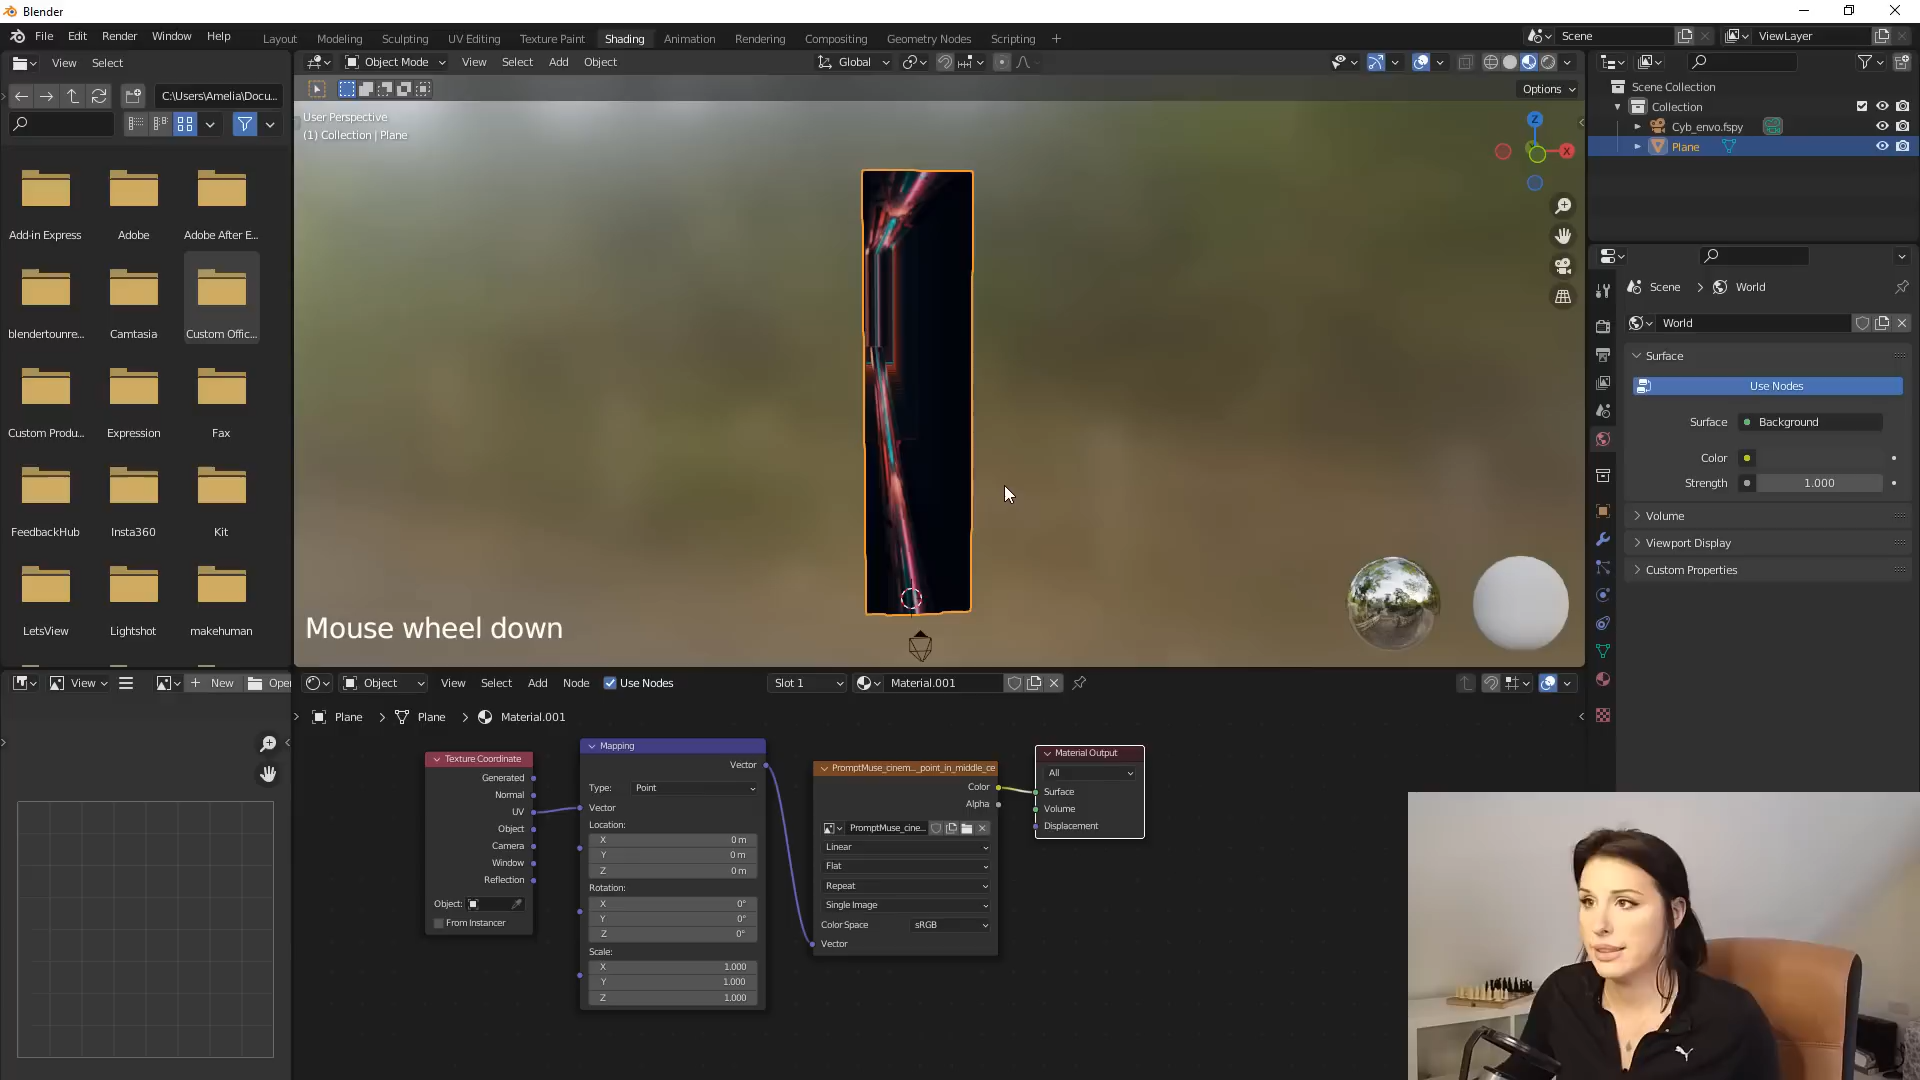 Blender
File Edit Render Window Help
Layout Modeling Sculpting UV Editing Texture Paint Shading Animation Rendering Compositing Geometry Nodes Scripting
Scene
ViewLayer
View Select
C:\Users\Amelia\Docu...
Add-in Express
Adobe
Adobe After E...
blendertounre...
Camtasia
Custom Offic...
Custom Produ...
Expression
Fax
FeedbackHub
Insta360
Kit
LetsView
Lightshot
makehuman
Object Mode View Select Add Object
Global
Options
User Perspective
(1) Collection | Plane
Z
X
Mouse wheel down
Scene Collection
Collection
Cyb_envo.fspy
Plane
Scene > World
World
Surface
Use Nodes
Surface Background
Color
Strength 1.000
Volume
Viewport Display
Custom Properties
View
New
Open
Object View Select Add Node Use Nodes
Slot 1
Material.001
Plane > Plane > Material.001
Texture Coordinate
Generated
Normal
UV
Object
Camera
Window
Reflection
Object:
From Instancer
Mapping
Vector
Type: Point
Vector
Location:
X 0 m
Y 0 m
Z 0 m
Rotation:
X 0°
Y 0°
Z 0°
Scale:
X 1.000
Y 1.000
Z 1.000
PromptMuse_cinem..._point_in_middle_ce
Color
Alpha
PromptMuse_cine...
Linear
Flat
Repeat
Single Image
Color Space sRGB
Vector
Material Output
All
Surface
Volume
Displacement